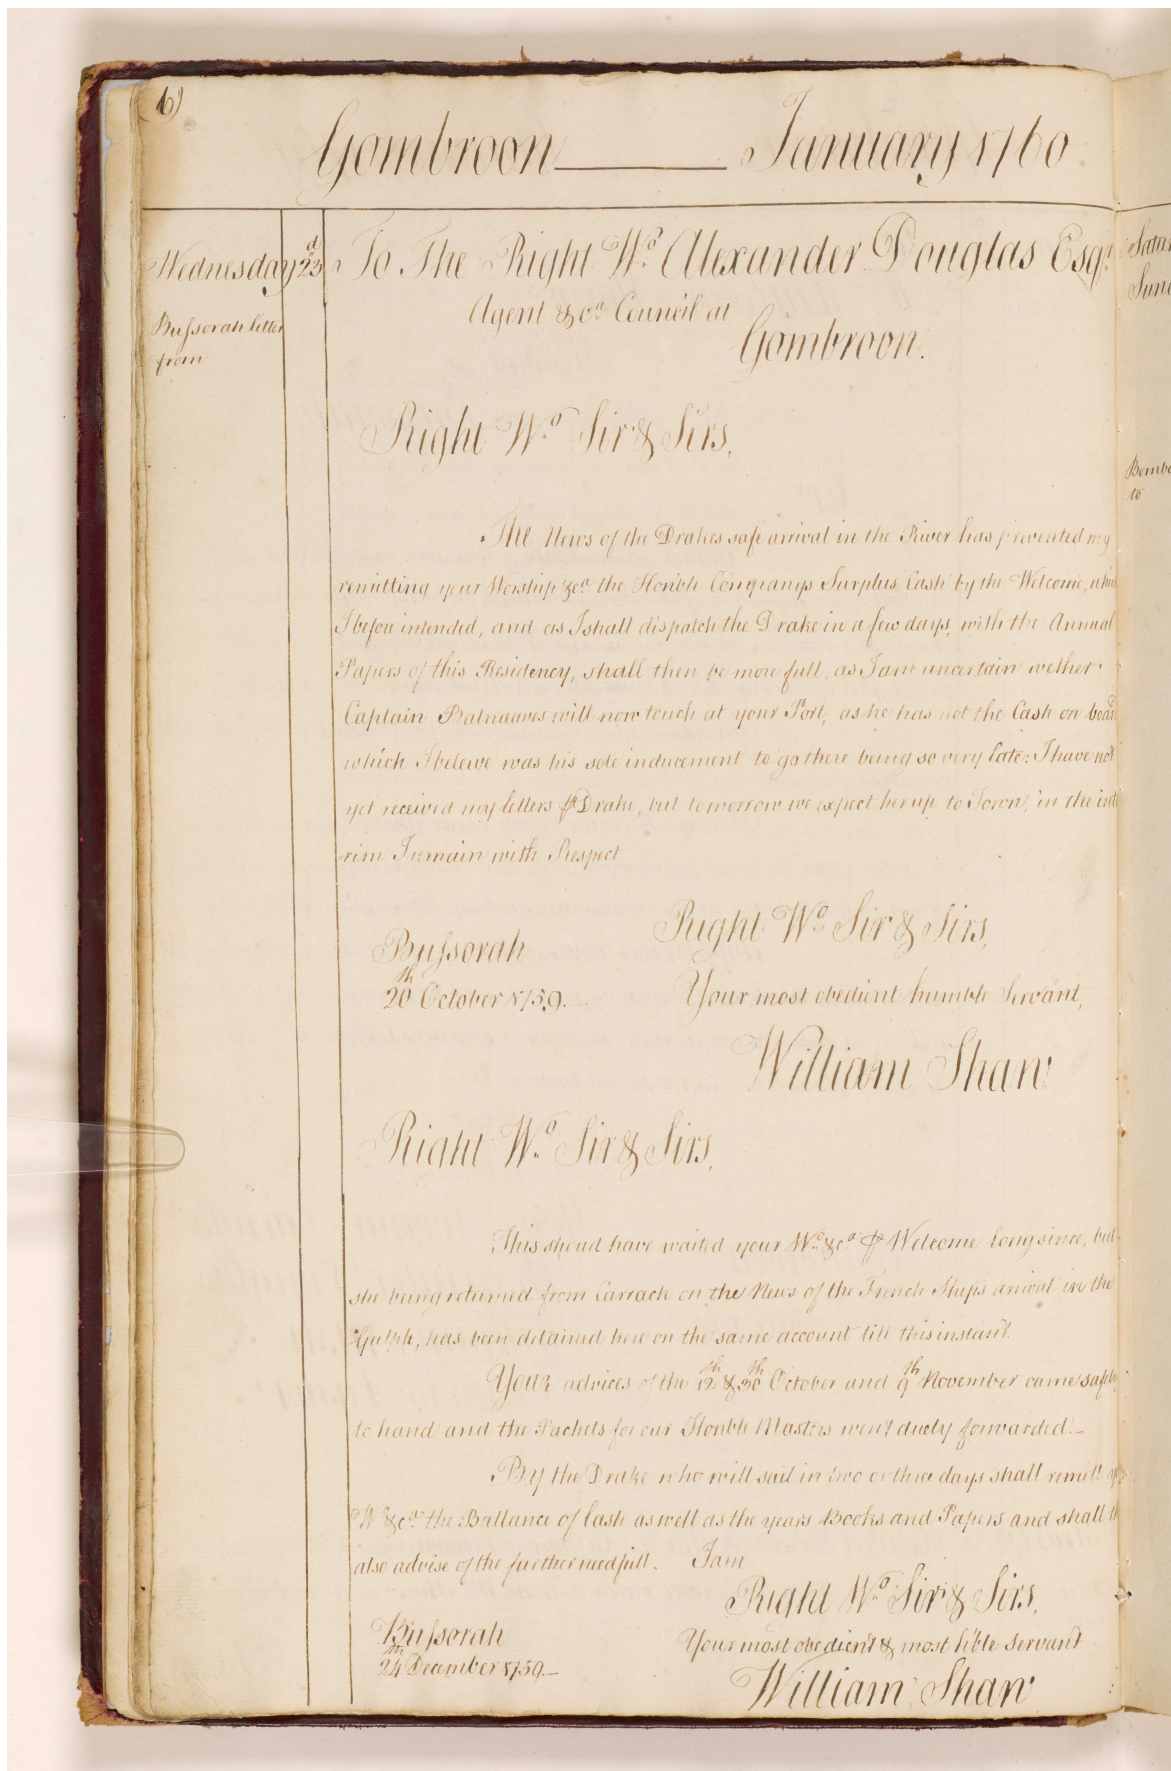 16)
Gombroon January 1760
Wednesday 23d To The Right Wo. Alexander Douglas Esqr.
Bussorah letter
from
Agent &ca. Council at
Gombroon.
Right Wo. Sir & Sirs,
The News of the Drakes safe arrival in the River has prevented my
remitting your Worship &ca. the Honble Companys Surplus Cash by the Welcome, which
I before intended, and as I shall dispatch the Drake in a few days, with the Annual
Papers of this Residency, shall then be more full, as I am uncertain wether
Captain Balnaaves will now touch at your Port, as he has not the Cash on board
which I beleive was his sole inducement to go there being so very late: I have not
yet received my letters ⅌ Drake, but tomorrow we expect her up to Town, in the inte
-rim I remain with Respect
Right Wo. Sir & Sirs,
Bussorah
20th October 1759. Your most obedient humble Servant,
William Shaw
Right Wo. Sir & Sirs,
This shoud have waited your Wo. &ca. ⅌ Welcome long since, but
she being returned from Carrack on the News of the French Ships arrival in the
Gulph, has been detained here on the same account till this instant.
Your advices of the 12th & 30th October and 9th November came safely
to hand and the Packets for our Honble Masters were duely forwarded.-
By the Drake who will sail in two or three days shall remitt
W &ca. the Ballance of Cash as well as the years Books and Papers and shall
also advise of the further needfull. I am
Right Wo. Sir & Sirs,
Bussorah
24th December 1759.- Your most obedient & most hble Servant
William Shaw
Satur
Sun
Bomb
to